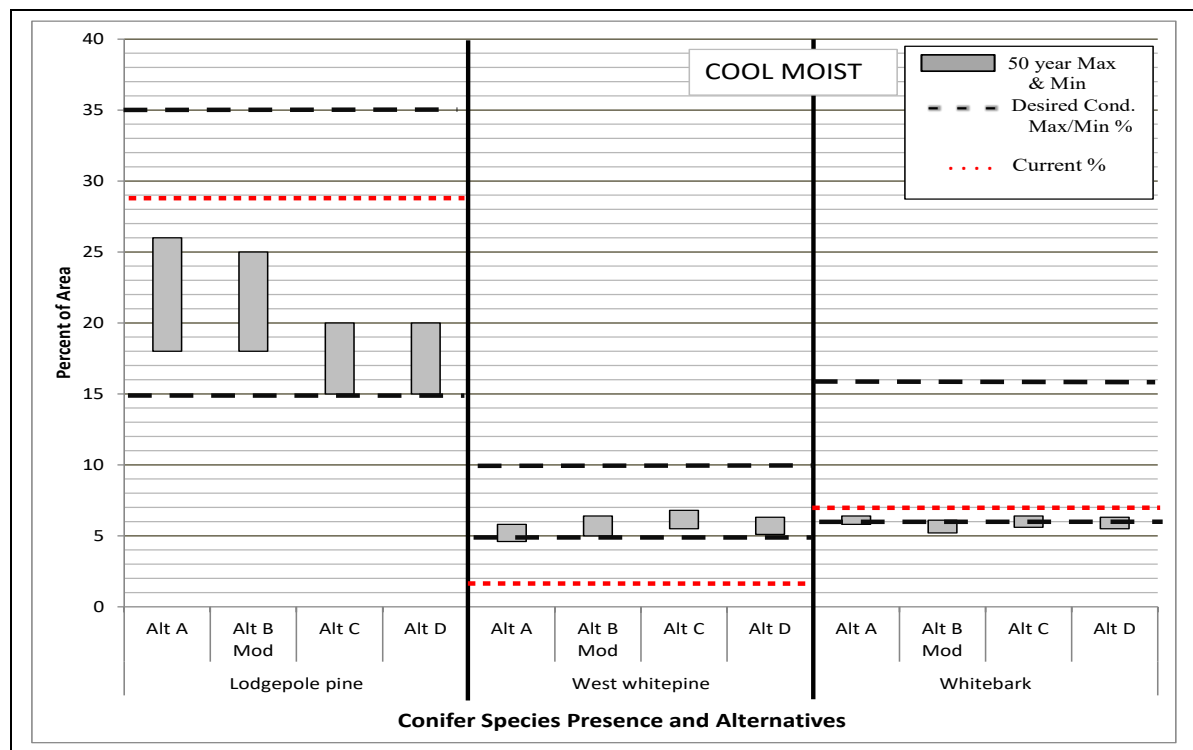 40
35
30
25
20
15
10
5
0
Percent of Area
COOL MOIST
50 year Max
& Min
Desired Cond.
Max/Min %
Current %
Alt A
Alt B
Mod
Alt C
Alt D
Alt A
Alt B
Mod
Alt C
Alt D
Alt A
Alt B
Mod
Alt C
Alt D
Lodgepole pine
West whitepine
Whitebark
Conifer Species Presence and Alternatives